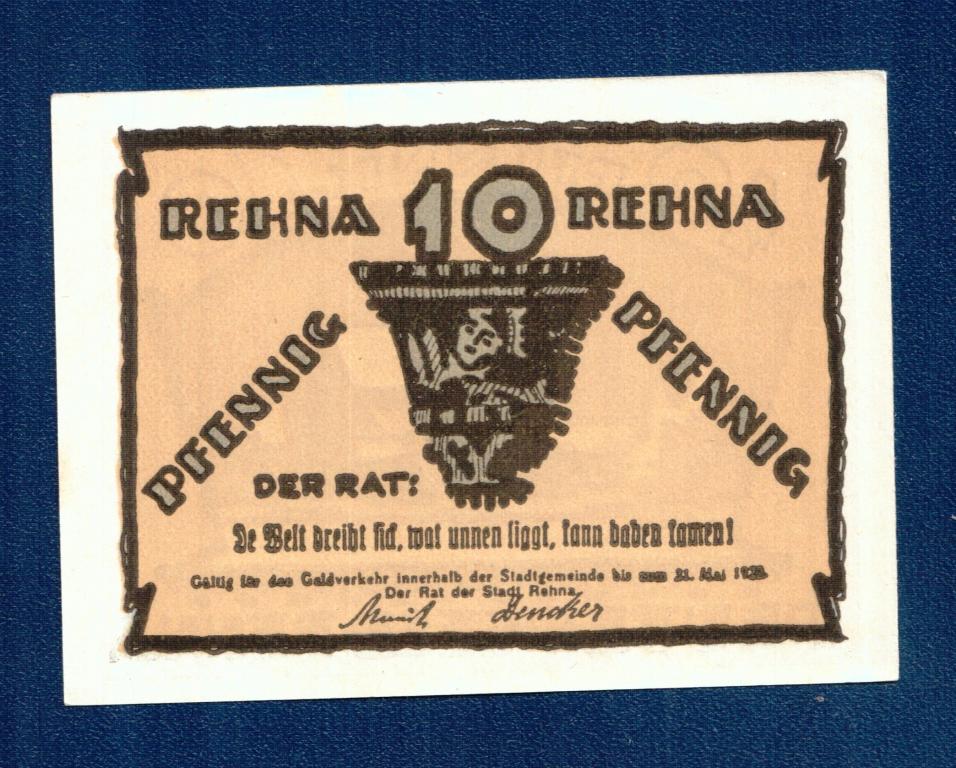 REHNA 10 REHNA
PFENNIG PFENNIG
DER RAT:
De Welt dreiht sick, wat unnen liggt, kann baben kamen!
Gültig für den Geldverkehr innerhalb der Stadtgemeinde bis zum 31. Mai
Der Rat der Stadt Rehna.
Dencker